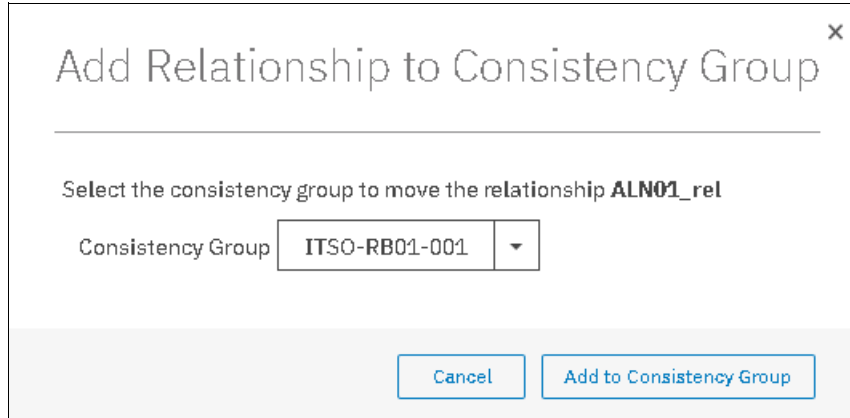 Add Relationship to Consistency Group
Select the consistency group to move the relationship ALN01_rel
Consistency Group ITSO-RB01-001
Cancel Add to Consistency Group